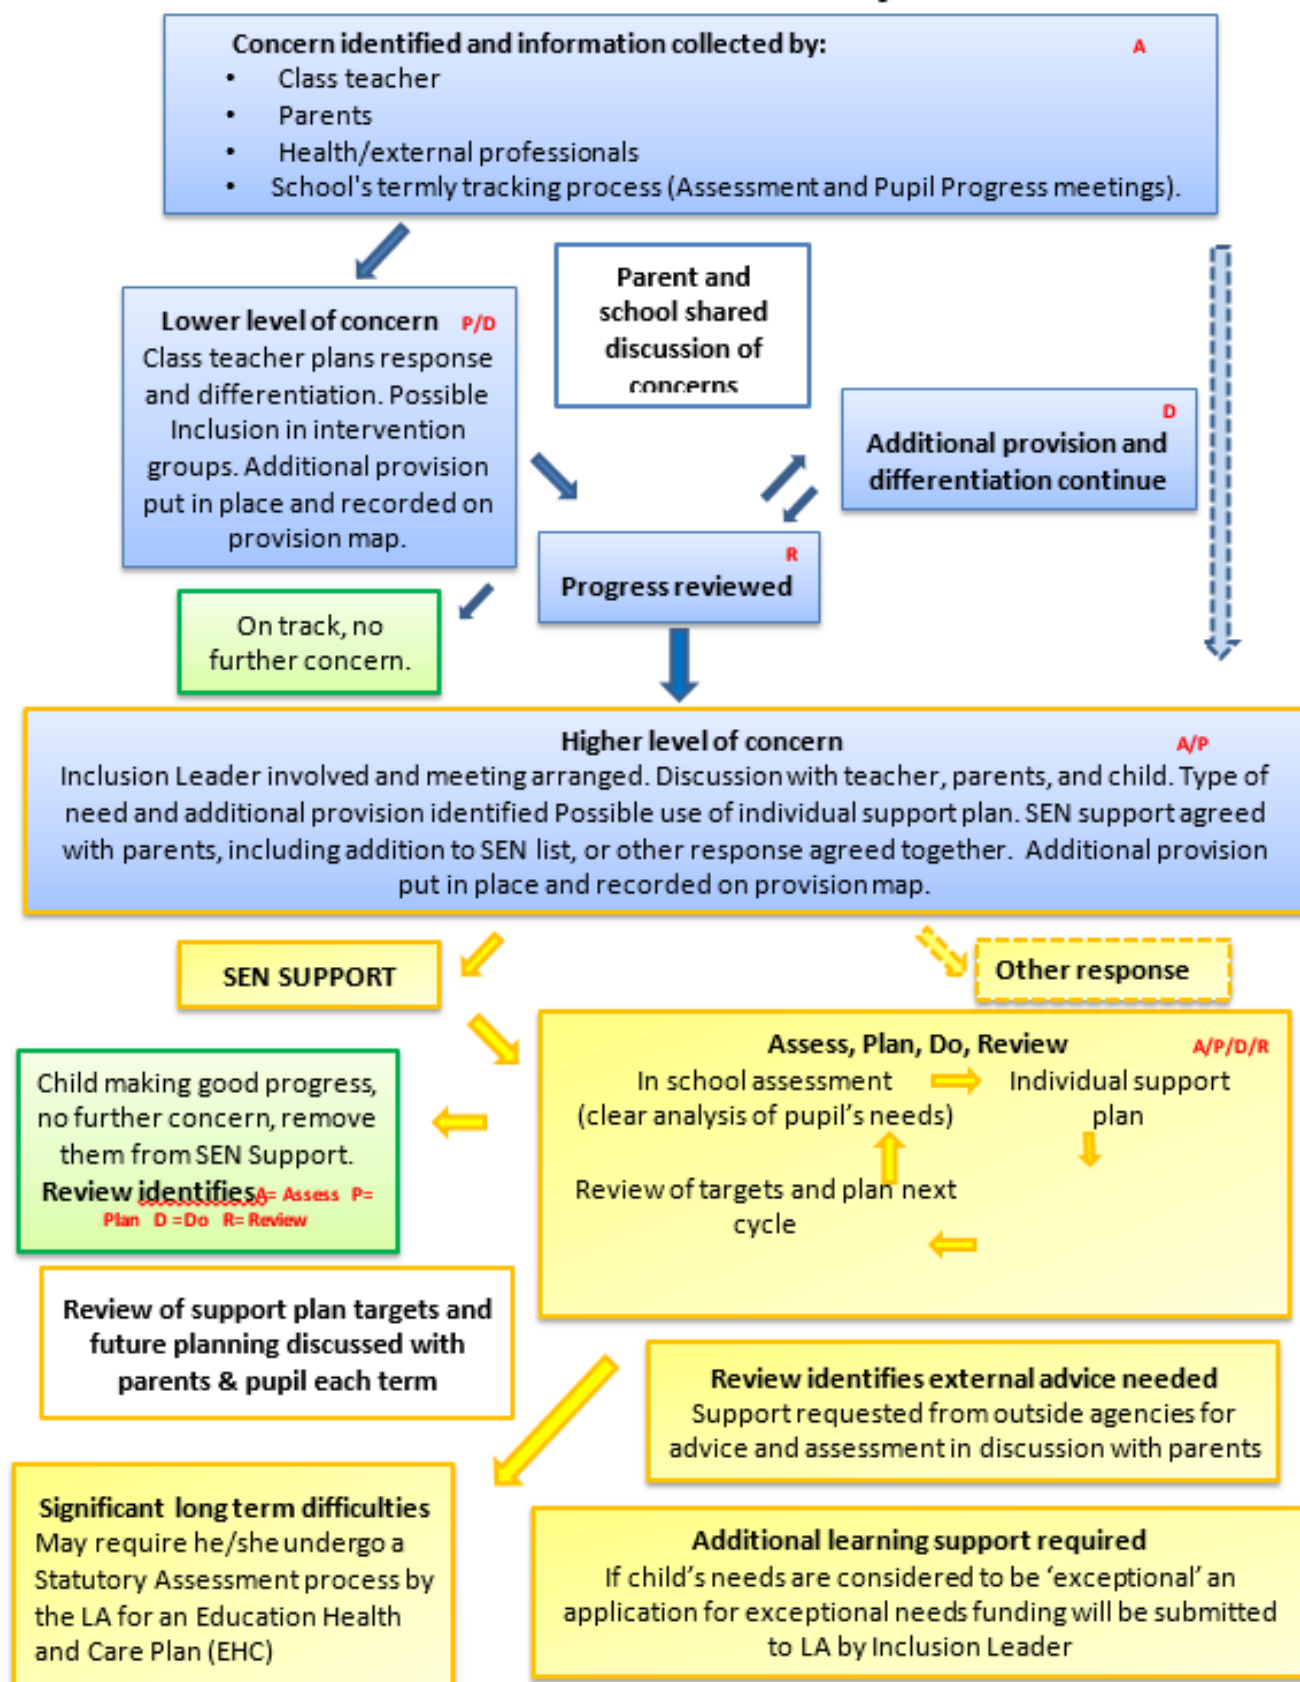 Concern identified and information collected by: A
• Class teacher
• Parents
• Health/external professionals
• School's termly tracking process (Assessment and Pupil Progress meetings).
Parent and
school shared
discussion of
concerns
Lower level of concern P/D
Class teacher plans response
and differentiation. Possible
Inclusion in intervention
groups. Additional provision
put in place and recorded on
provision map.
D
Additional provision and
differentiation continue
R
Progress reviewed
On track, no
further concern.
Higher level of concern A/P
Inclusion Leader involved and meeting arranged. Discussion with teacher, parents, and child. Type of
need and additional provision identified Possible use of individual support plan. SEN support agreed
with parents, including addition to SEN list, or other response agreed together. Additional provision
put in place and recorded on provision map.
SEN SUPPORT
Other response
Assess, Plan, Do, Review A/P/D/R
In school assessment
(clear analysis of pupil's needs)
Individual support
plan
Review of targets and plan next
cycle
Child making good progress,
no further concern, remove
them from SEN Support.
Review identifies A= Assess P=
Plan D =Do R= Review
Review of support plan targets and
future planning discussed with
parents & pupil each term
Review identifies external advice needed
Support requested from outside agencies for
advice and assessment in discussion with parents
Significant long term difficulties
May require he/she undergo a
Statutory Assessment process by
the LA for an Education Health
and Care Plan (EHC)
Additional learning support required
If child's needs are considered to be ‘exceptional’ an
application for exceptional needs funding will be submitted
to LA by Inclusion Leader